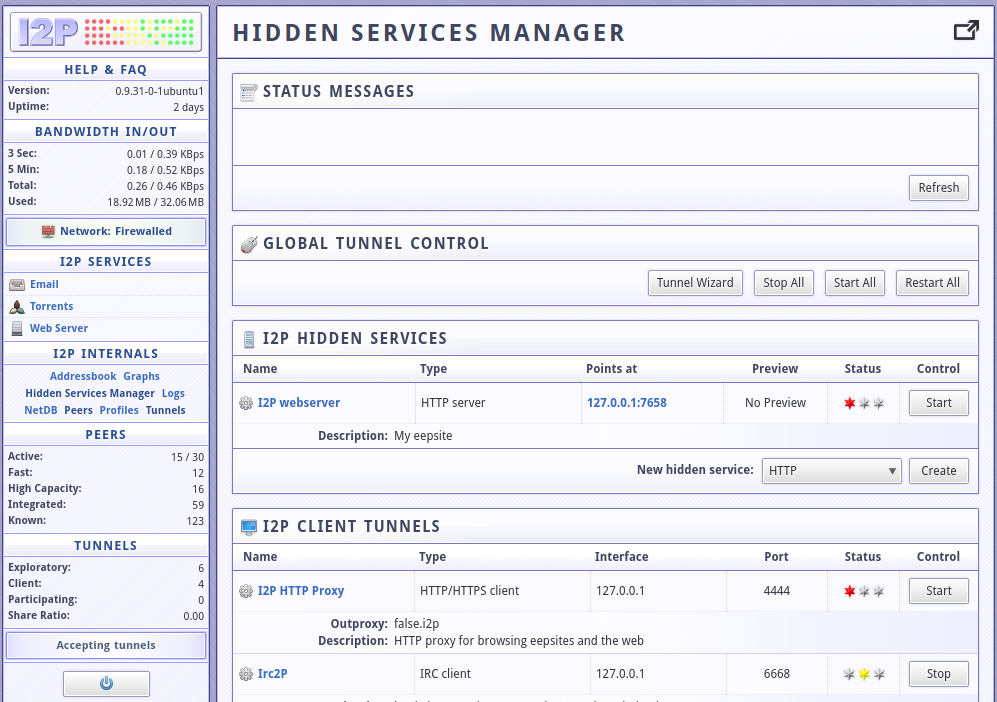 I2P
HELP & FAQ
Version: 0.9.31-0-1ubuntu1
Uptime: 2 days
BANDWIDTH IN/OUT
3 Sec: 0.01 / 0.39 KBps
5 Min: 0.18 / 0.52 KBps
Total: 0.26 / 0.46 KBps
Used: 18.92 MB / 32.06 MB
Network: Firewalled
I2P SERVICES
Email
Torrents
Web Server
I2P INTERNALS
Addressbook Graphs
Hidden Services Manager Logs
NetDB Peers Profiles Tunnels
PEERS
Active: 15 / 30
Fast: 12
High Capacity: 16
Integrated: 59
Known: 123
TUNNELS
Exploratory: 6
Client: 4
Participating: 0
Share Ratio: 0.00
Accepting tunnels
HIDDEN SERVICES MANAGER
STATUS MESSAGES
Refresh
GLOBAL TUNNEL CONTROL
Tunnel Wizard Stop All Start All Restart All
I2P HIDDEN SERVICES
Name Type Points at Preview Status Control
I2P webserver HTTP server 127.0.0.1:7658 No Preview Start
Description: My eepsite
New hidden service: HTTP Create
I2P CLIENT TUNNELS
Name Type Interface Port Status Control
I2P HTTP Proxy HTTP/HTTPS client 127.0.0.1 4444 Start
Outproxy: false.i2p
Description: HTTP proxy for browsing eepsites and the web
Irc2P IRC client 127.0.0.1 6668 Stop